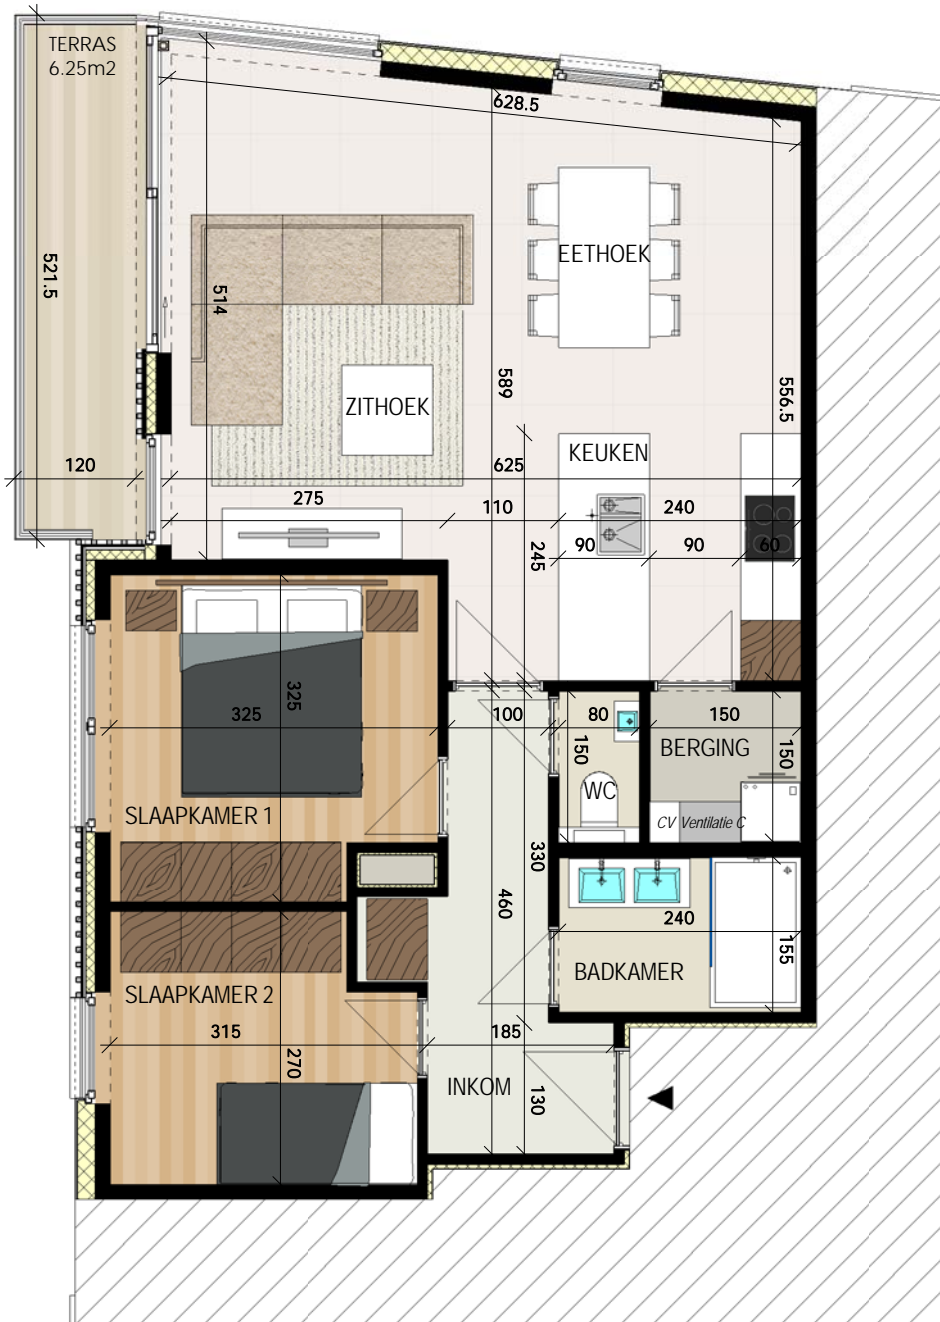 TERRAS
6.25m2
628.5
521.5
514
EETHOEK
589
556.5
ZITHOEK
KEUKEN
120
625
275
110
240
90
90
60
245
325
325
100
80
150
150
150
BERGING
WC
SLAAPKAMER 1
CV Ventilatie C
330
460
240
155
BADKAMER
SLAAPKAMER 2
315
185
270
INKOM
130